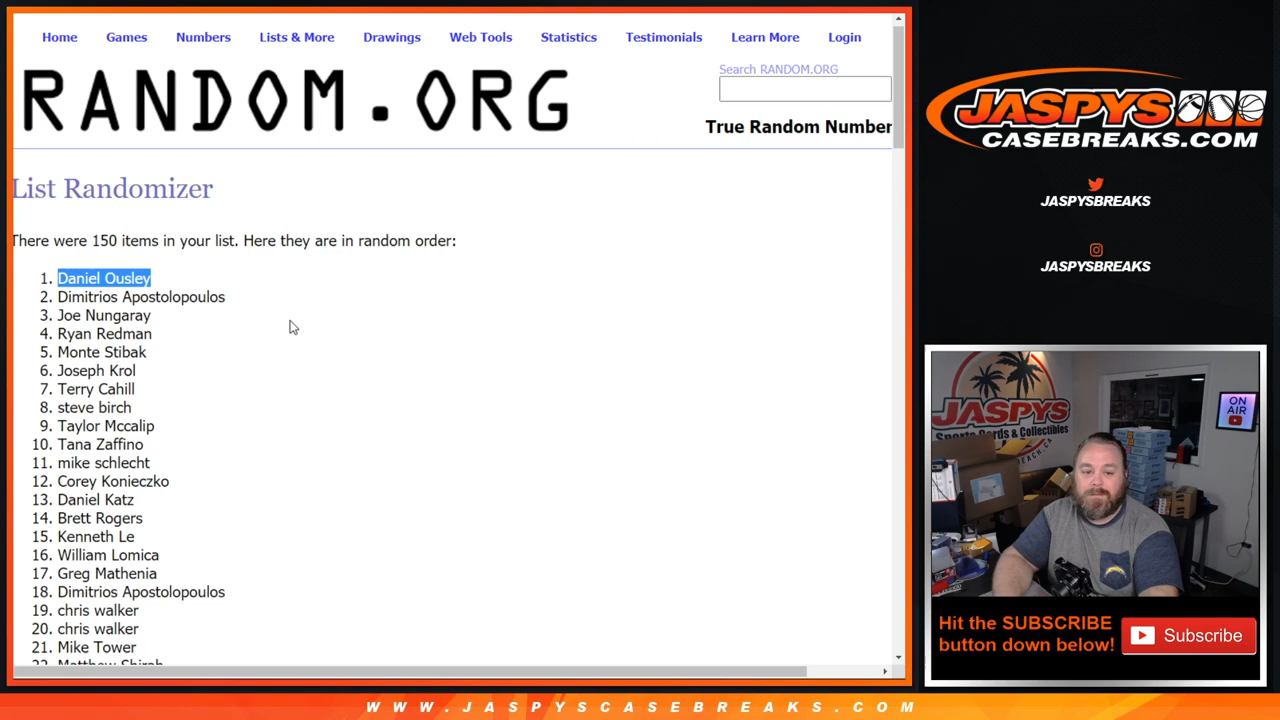 Home Games Numbers Lists & More Drawings Web Tools Statistics Testimonials Learn More Login
RANDOM.ORG
Search RANDOM.ORG
True Random Number
List Randomizer
There were 150 items in your list. Here they are in random order:
1. Daniel Ousley
2. Dimitrios Apostolopoulos
3. Joe Nungaray
4. Ryan Redman
5. Monte Stibak
6. Joseph Krol
7. Terry Cahill
8. steve birch
9. Taylor Mccalip
10. Tana Zaffino
11. mike schlecht
12. Corey Konieczko
13. Daniel Katz
14. Brett Rogers
15. Kenneth Le
16. William Lomica
17. Greg Mathenia
18. Dimitrios Apostolopoulos
19. chris walker
20. chris walker
21. Mike Tower
JASPYS
CASEBREAKS.COM
JASPYSBREAKS
JASPYSBREAKS
JASPYS
Sports Cards & Collectibles
ON
AIR
Hit the SUBSCRIBE
button down below!
Subscribe
WWW.JASPYSCASEBREAKS.COM